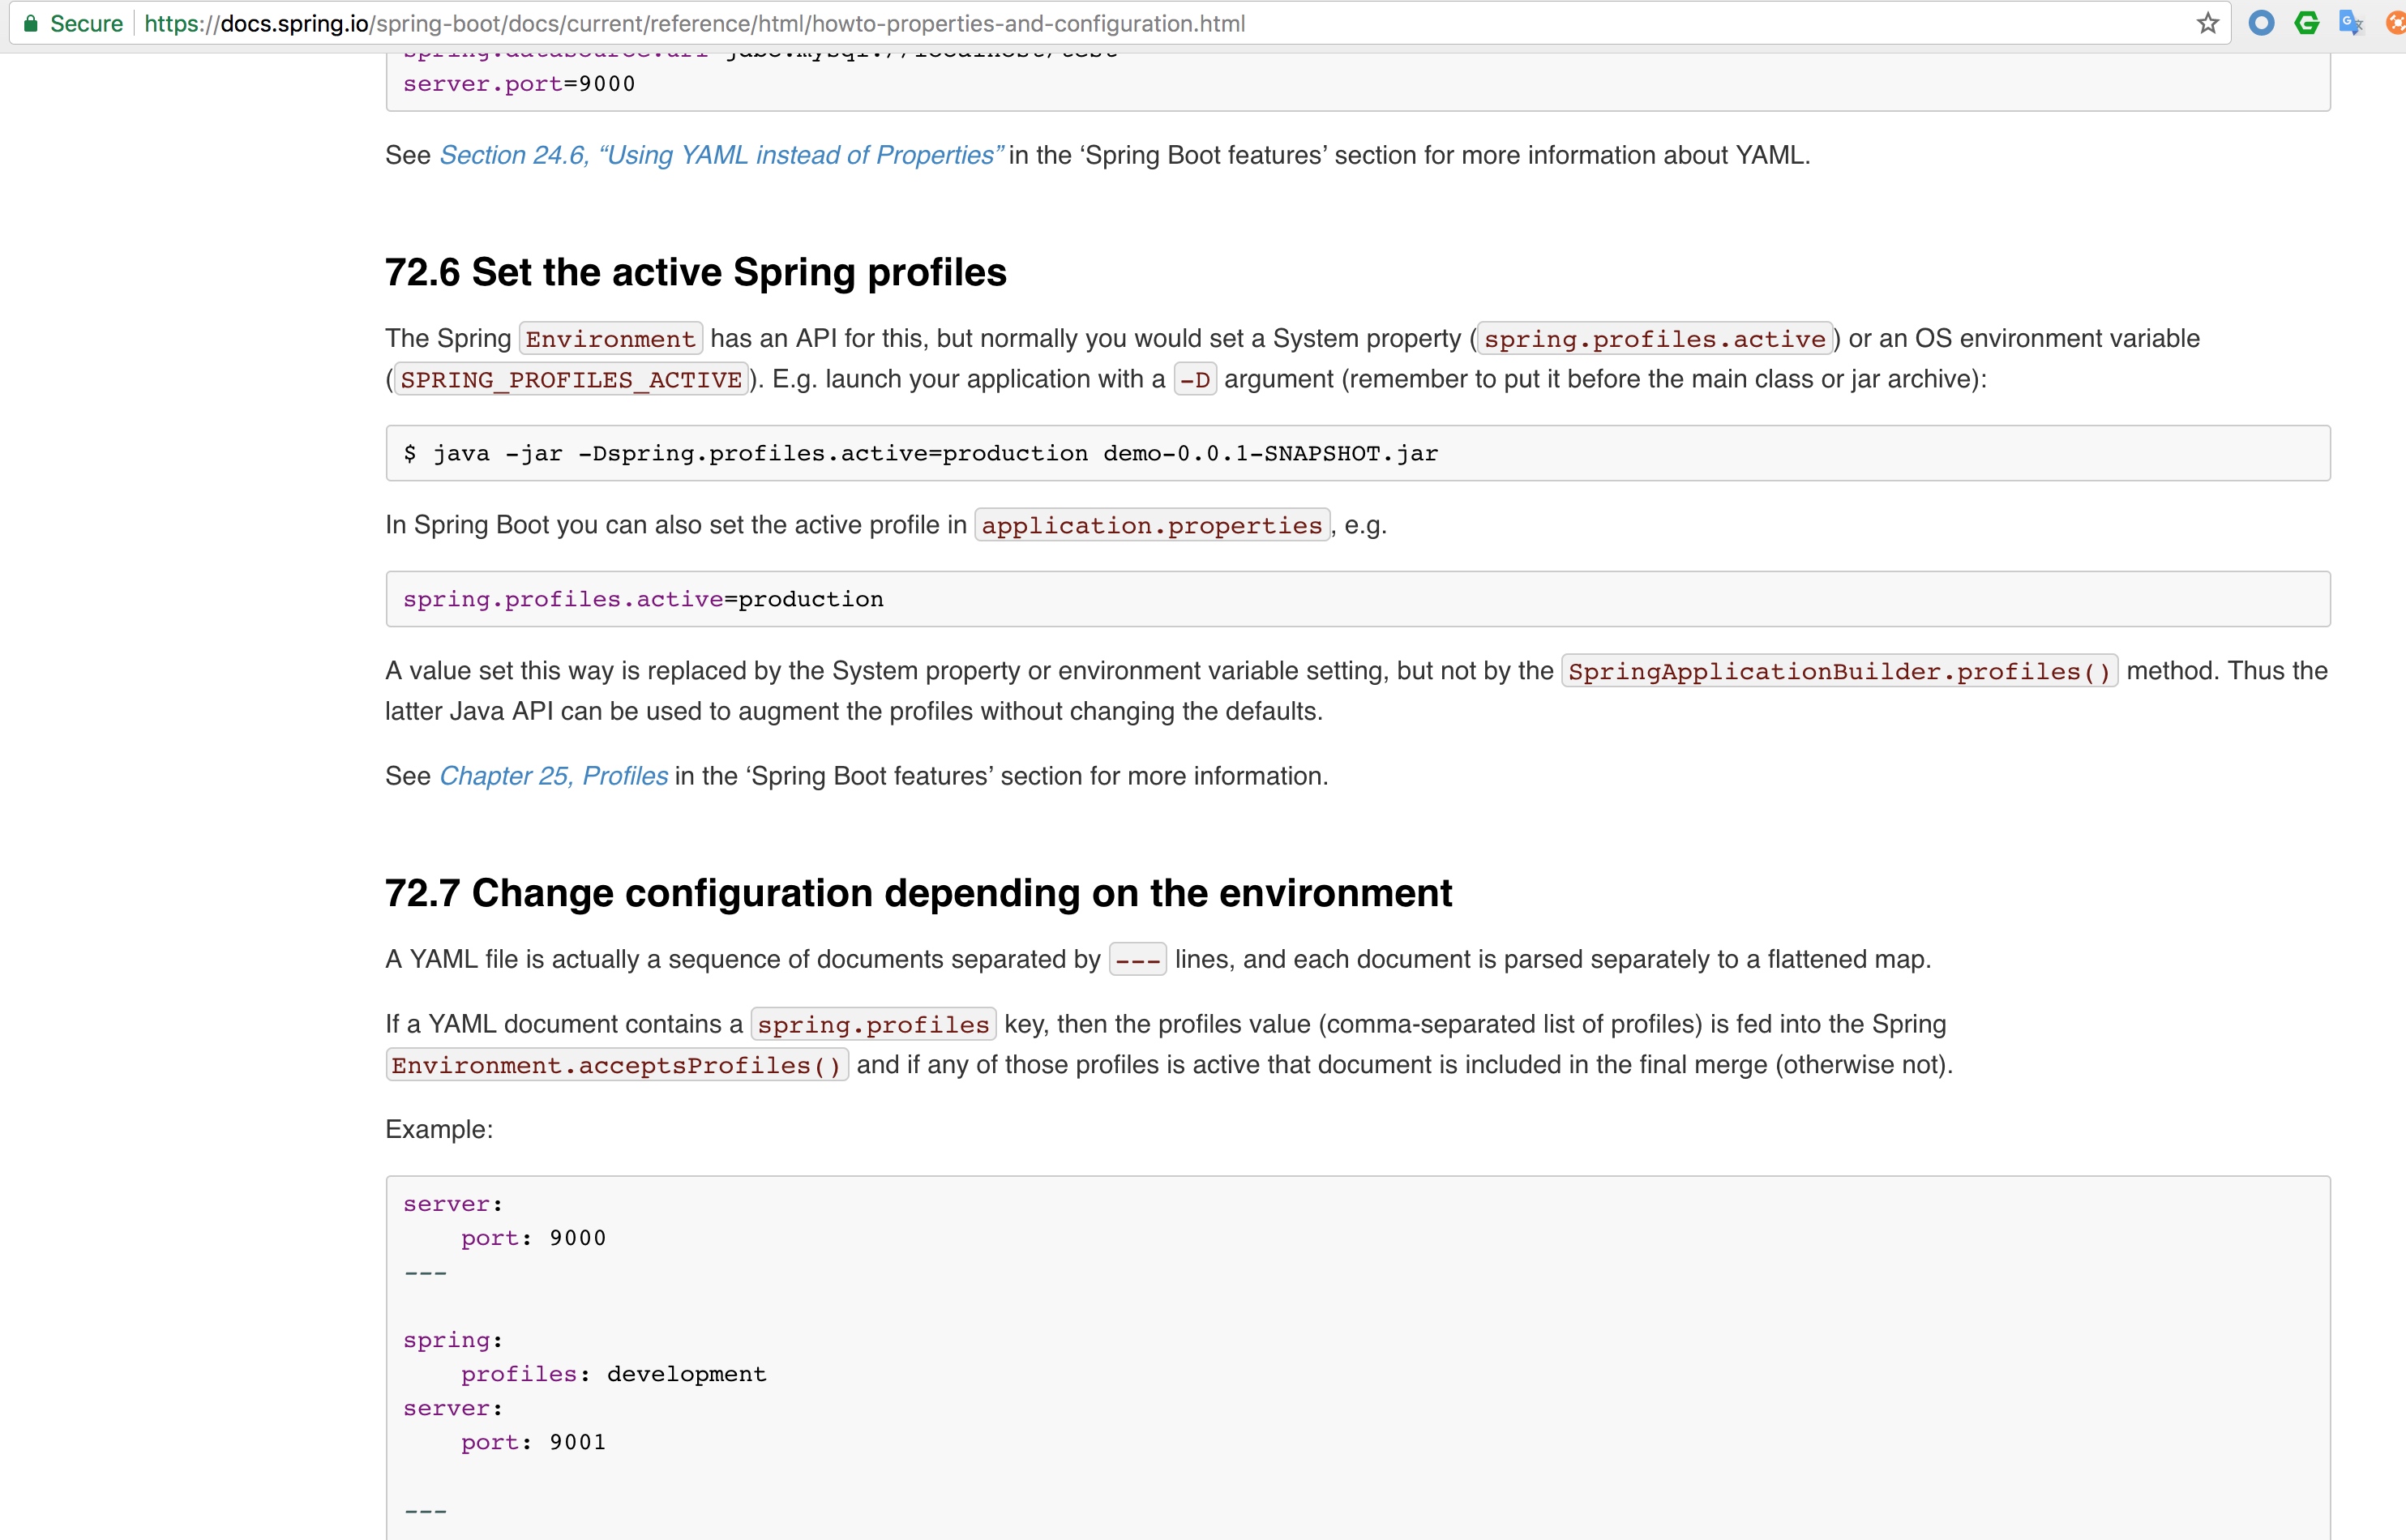 Secure https://docs.spring.io/spring-boot/docs/current/reference/html/howto-properties-and-configuration.html
spring.datasource.url jdbc:mysql://localhost/test
server.port=9000
See Section 24.6, “Using YAML instead of Properties” in the ‘Spring Boot features’ section for more information about YAML.
72.6 Set the active Spring profiles
The Spring Environment has an API for this, but normally you would set a System property (spring.profiles.active) or an OS environment variable
(SPRING_PROFILES_ACTIVE). E.g. launch your application with a -D argument (remember to put it before the main class or jar archive):
$ java -jar -Dspring.profiles.active=production demo-0.0.1-SNAPSHOT.jar
In Spring Boot you can also set the active profile in application.properties, e.g.
spring.profiles.active=production
A value set this way is replaced by the System property or environment variable setting, but not by the SpringApplicationBuilder.profiles() method. Thus the
latter Java API can be used to augment the profiles without changing the defaults.
See Chapter 25, Profiles in the ‘Spring Boot features’ section for more information.
72.7 Change configuration depending on the environment
A YAML file is actually a sequence of documents separated by --- lines, and each document is parsed separately to a flattened map.
If a YAML document contains a spring.profiles key, then the profiles value (comma-separated list of profiles) is fed into the Spring
Environment.acceptsProfiles() and if any of those profiles is active that document is included in the final merge (otherwise not).
Example:
server:
port: 9000
---
spring:
profiles: development
server:
port: 9001
---